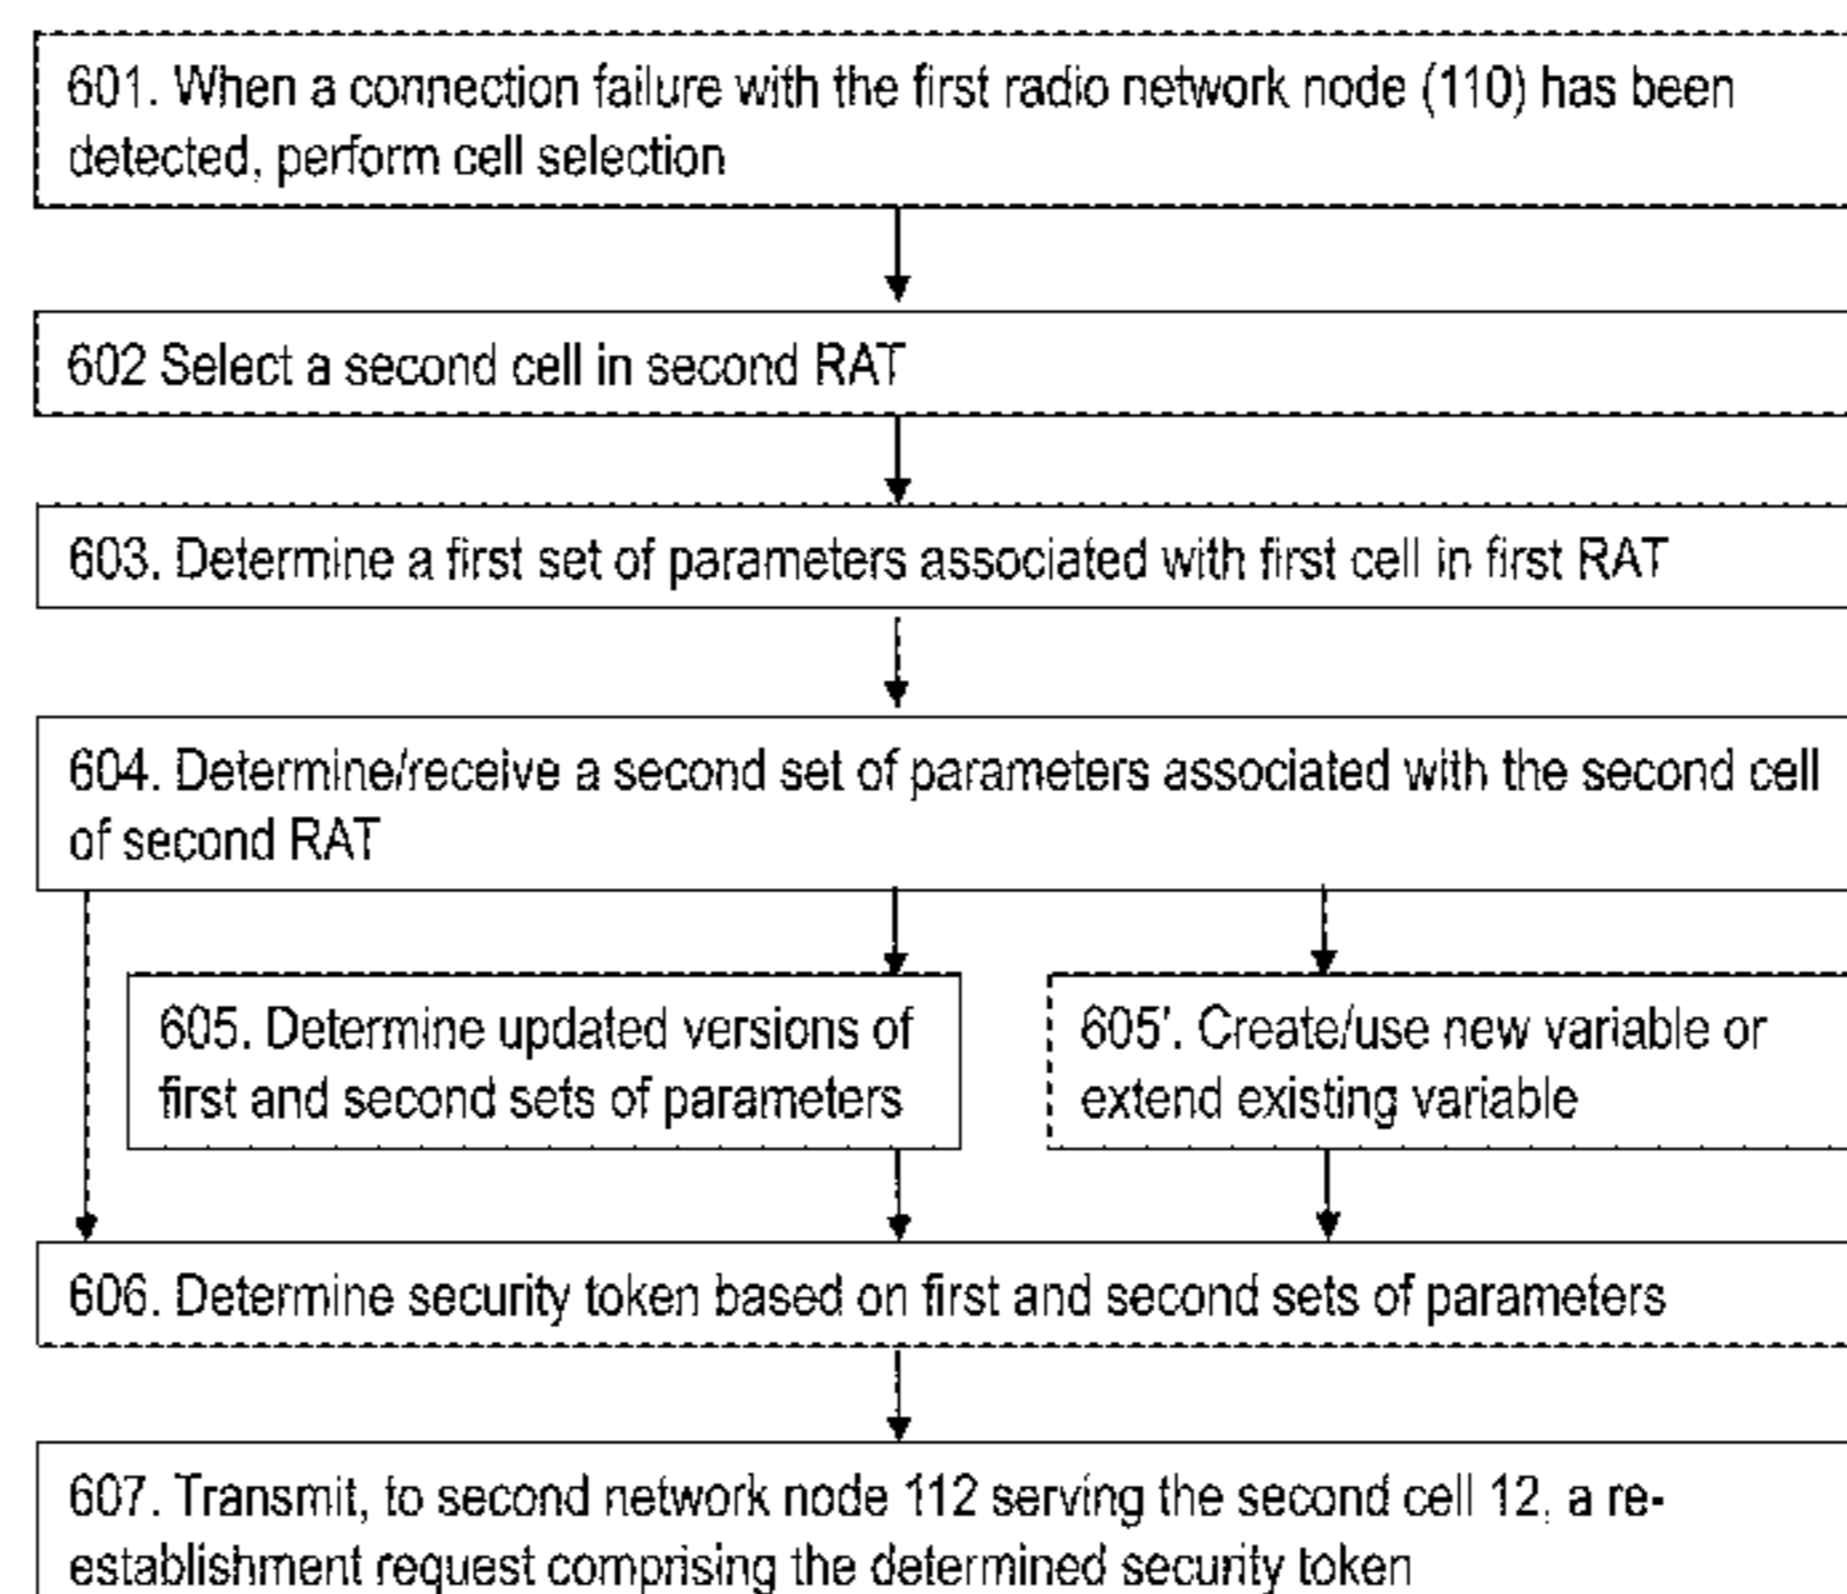 601. When a connection failure with the first radio network node (110) has been
detected, perform cell selection
602 Select a second cell in second RAT
603. Determine a first set of parameters associated with first cell in first RAT
604. Determine/receive a second set of parameters associated with the second cell
of second RAT
605. Determine updated versions of
first and second sets of parameters
605'. Create/use new variable or
extend existing variable
606. Determine security token based on first and second sets of parameters
607. Transmit, to second network node 112 serving the second cell 12, a re-
establishment request comprising the determined security token